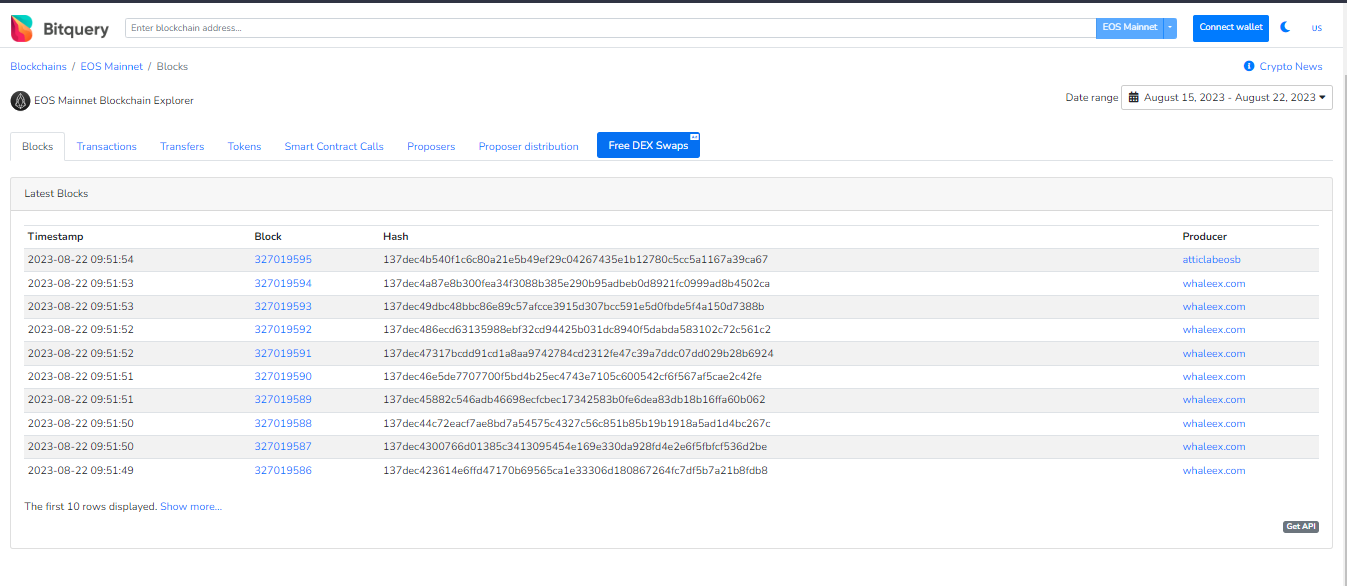 Bitquery Enter blockchain address... EOS Mainnet Connect wallet US
Blockchains / EOS Mainnet / Blocks Crypto News
EOS Mainnet Blockchain Explorer Date range August 15, 2023 - August 22, 2023
Blocks Transactions Transfers Tokens Smart Contract Calls Proposers Proposer distribution Free DEX Swaps
Latest Blocks
Timestamp Block Hash Producer
2023-08-22 09:51:54 327019595 137dec4b540f1c6c80a21e5b49ef29c04267435e1b12780c5cc5a1167a39ca67 atticlabeosb
2023-08-22 09:51:53 327019594 137dec4a87e8b300fea34f3088b385e290b95adbeb0d8921fc0999ad8b4502ca whaleex.com
2023-08-22 09:51:53 327019593 137dec49dbc48bbc86e89c57afcce3915d307bcc591e5d0fbde5f4a150d7388b whaleex.com
2023-08-22 09:51:52 327019592 137dec486ecd63135988ebf32cd94425b031dc8940f5dabda583102c72c561c2 whaleex.com
2023-08-22 09:51:52 327019591 137dec47317bcdd91cd1a8aa9742784cd2312fe47c39a7ddc07dd029b28b6924 whaleex.com
2023-08-22 09:51:51 327019590 137dec46e5de7707700f5bd4b25ec4743e7105c600542cf6f567af5cae2c42fe whaleex.com
2023-08-22 09:51:51 327019589 137dec45882c546adb46698ecfcbec17342583b0fe6dea83db18b16ffa60b062 whaleex.com
2023-08-22 09:51:50 327019588 137dec44c72eacf7ae8bd7a54575c4327c56c851b85b19b1918a5ad1d4bc267c whaleex.com
2023-08-22 09:51:50 327019587 137dec4300766d01385c3413095454e169e330da928fd4e2e6f5fbfcf536d2be whaleex.com
2023-08-22 09:51:49 327019586 137dec423614e6ffd47170b69565ca1e33306d180867264fc7df5b7a21b8fdb8 whaleex.com
The first 10 rows displayed. Show more...
Get API